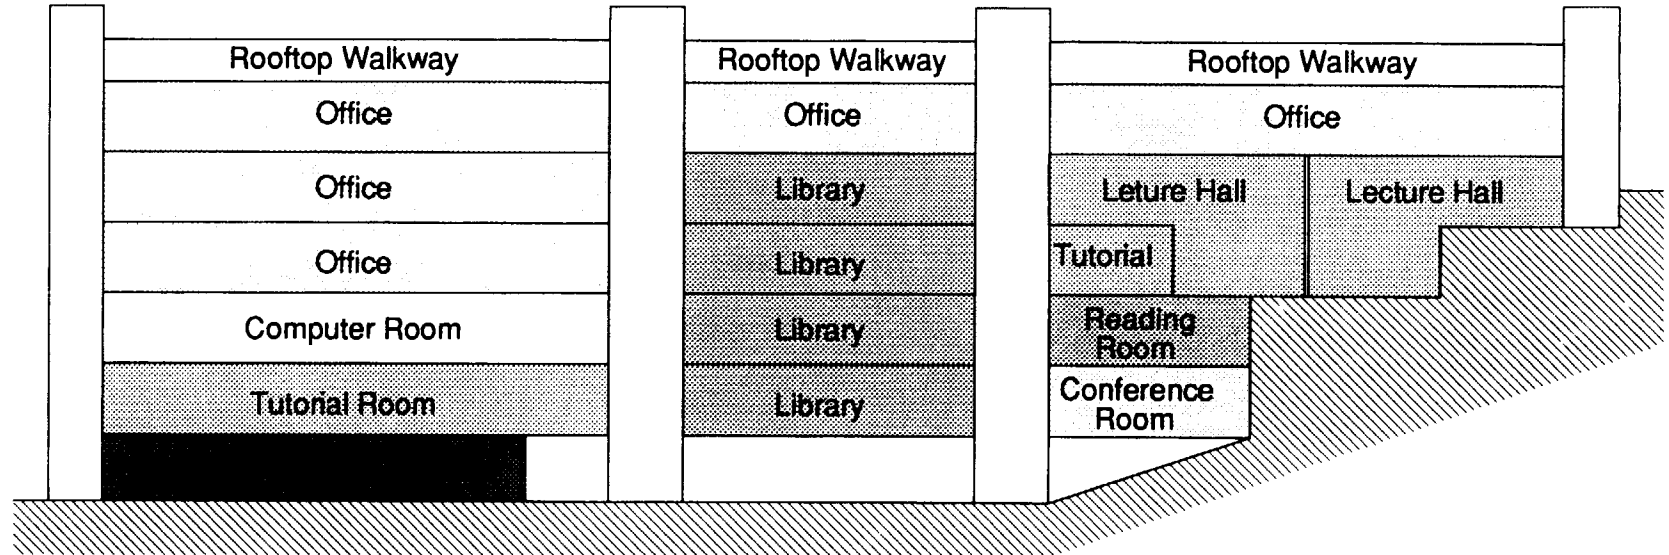 Rooftop Walkway
Rooftop Walkway
Rooftop Walkway
Office
Office
Office
Office
Library
Leture Hall
Lecture Hall
Office
Library
Tutorial
Computer Room
Library
Reading
Room
Tutorial Room
Library
Conference
Room